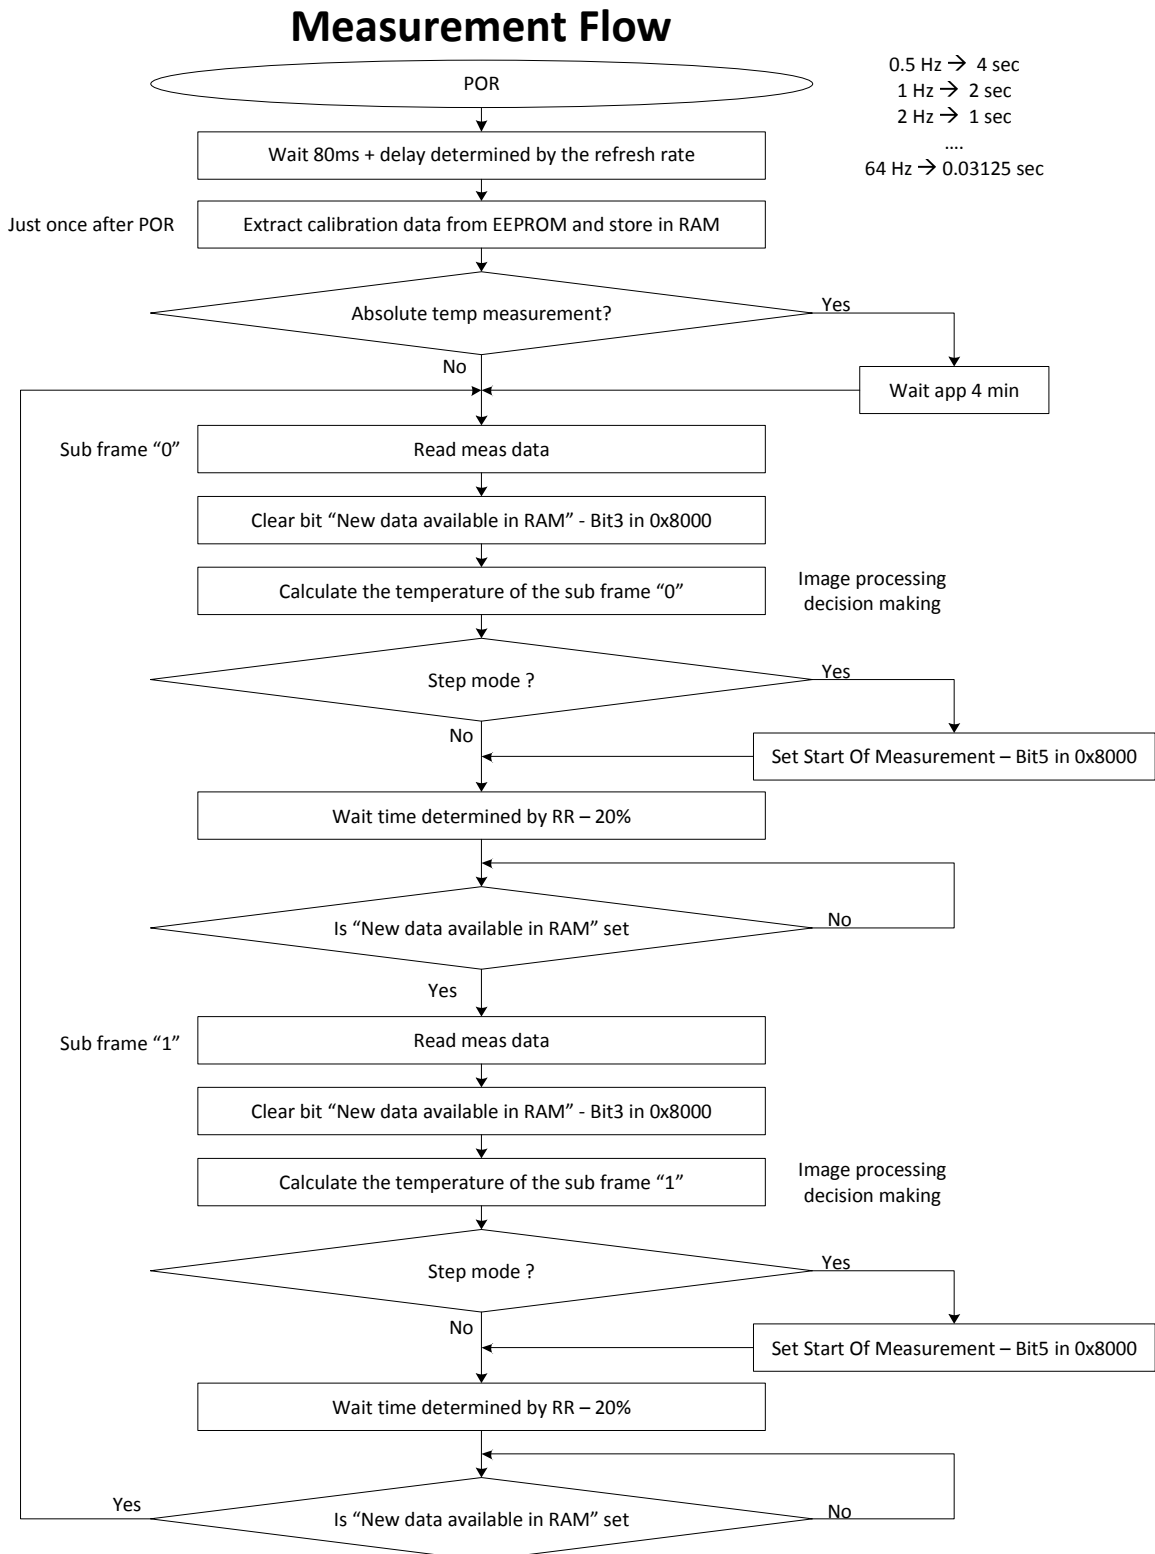 Measurement Flow
0.5 Hz → 4 sec
1 Hz → 2 sec
2 Hz → 1 sec
....
64 Hz → 0.03125 sec
POR
Wait 80ms + delay determined by the refresh rate
Just once after POR
Extract calibration data from EEPROM and store in RAM
Absolute temp measurement?
Yes
No
Wait app 4 min
Sub frame “0”
Read meas data
Clear bit “New data available in RAM” - Bit3 in 0x8000
Calculate the temperature of the sub frame “0”
Image processing
decision making
Step mode ?
Yes
No
Set Start Of Measurement – Bit5 in 0x8000
Wait time determined by RR – 20%
Is “New data available in RAM” set
No
Yes
Sub frame “1”
Read meas data
Clear bit “New data available in RAM” - Bit3 in 0x8000
Calculate the temperature of the sub frame “1”
Image processing
decision making
Step mode ?
Yes
No
Set Start Of Measurement – Bit5 in 0x8000
Wait time determined by RR – 20%
Yes
Is “New data available in RAM” set
No